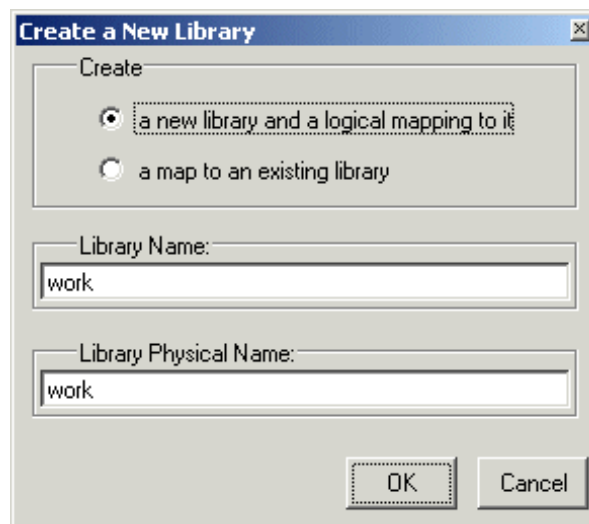 Create a New Library
Create
a new library and a logical mapping to it
a map to an existing library
Library Name:
work
Library Physical Name:
work
OK Cancel